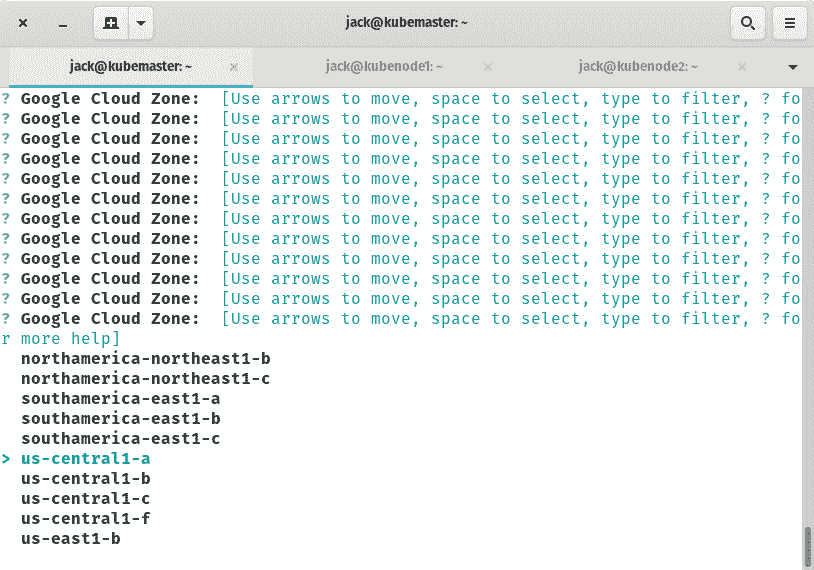 jack@kubemaster: ~
jack@kubemaster: ~
jack@kubenode1: ~
jack@kubenode2: ~
? Google Cloud Zone:  [Use arrows to move, space to select, type to filter, ? fo
? Google Cloud Zone:  [Use arrows to move, space to select, type to filter, ? fo
? Google Cloud Zone:  [Use arrows to move, space to select, type to filter, ? fo
? Google Cloud Zone:  [Use arrows to move, space to select, type to filter, ? fo
? Google Cloud Zone:  [Use arrows to move, space to select, type to filter, ? fo
? Google Cloud Zone:  [Use arrows to move, space to select, type to filter, ? fo
? Google Cloud Zone:  [Use arrows to move, space to select, type to filter, ? fo
? Google Cloud Zone:  [Use arrows to move, space to select, type to filter, ? fo
? Google Cloud Zone:  [Use arrows to move, space to select, type to filter, ? fo
? Google Cloud Zone:  [Use arrows to move, space to select, type to filter, ? fo
? Google Cloud Zone:  [Use arrows to move, space to select, type to filter, ? fo
? Google Cloud Zone:  [Use arrows to move, space to select, type to filter, ? fo
r more help]
northamerica-northeast1-b
northamerica-northeast1-c
southamerica-east1-a
southamerica-east1-b
southamerica-east1-c
> us-central1-a
us-central1-b
us-central1-c
us-central1-f
us-east1-b